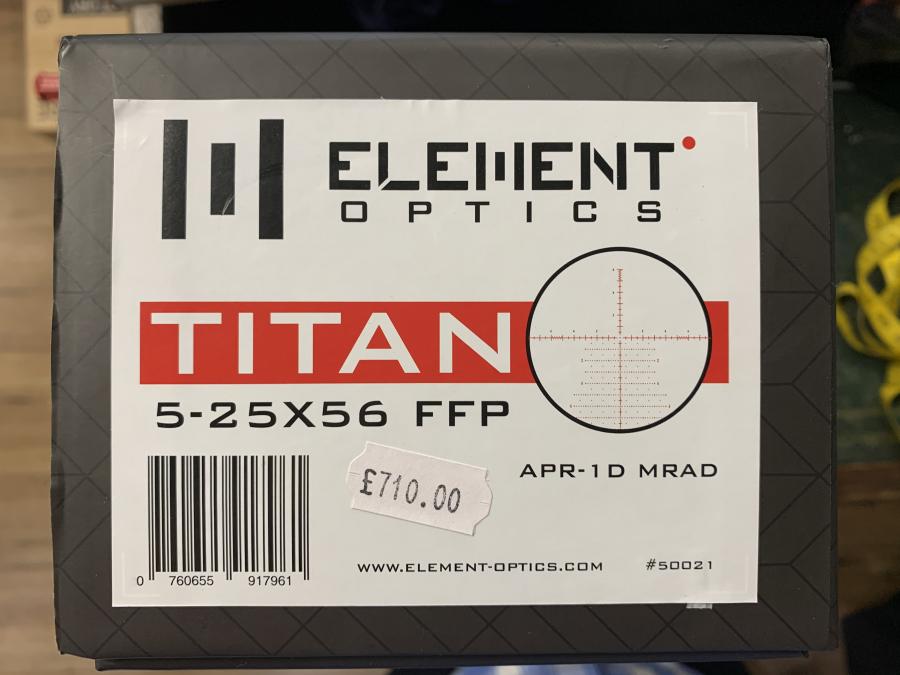 ELEMENT
OPTICS
TITAN
5-25X56 FFP
APR-1D MRAD
£710.00
0 760655 917961
WWW.ELEMENT-OPTICS.COM
#50021